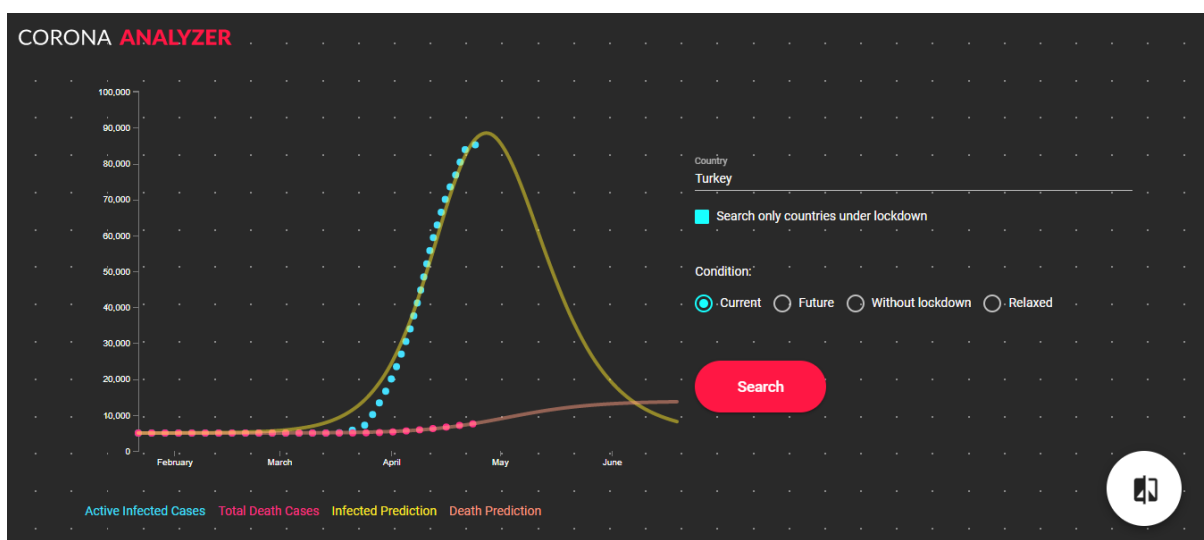 CORONA ANALYZER
100,000
90,000
80,000
70,000
60,000
50,000
40,000
30,000
20,000
10,000
0
February March April May June
Active Infected Cases Total Death Cases Infected Prediction Death Prediction
Country
Turkey
Search only countries under lockdown
Condition:
Current Future Without lockdown Relaxed
Search